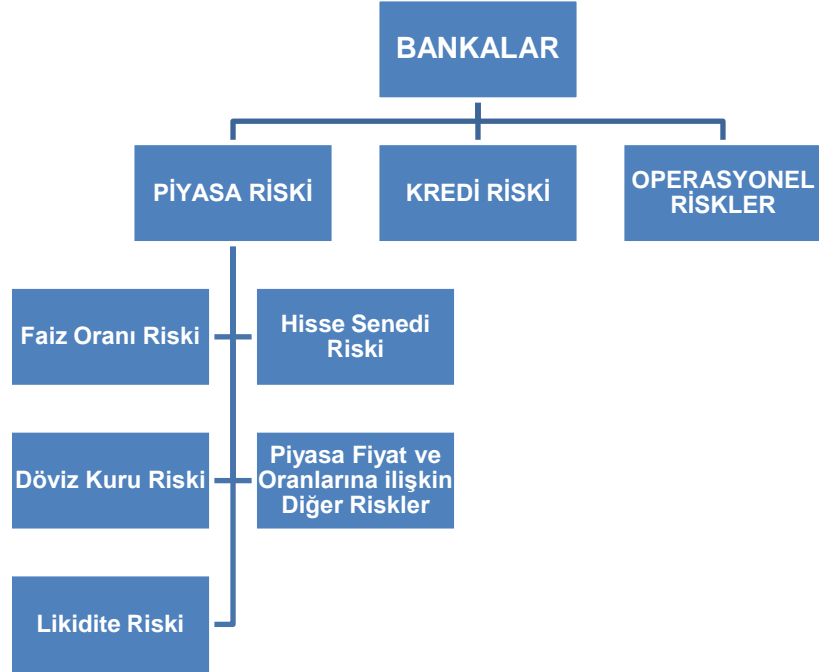 BANKALAR
PİYASA RİSKİ
KREDİ RİSKİ
OPERASYONEL
RİSKLER
Faiz Oranı Riski
Hisse Senedi
Riski
Döviz Kuru Riski
Piyasa Fiyat ve
Oranlarına ilişkin
Diğer Riskler
Likidite Riski